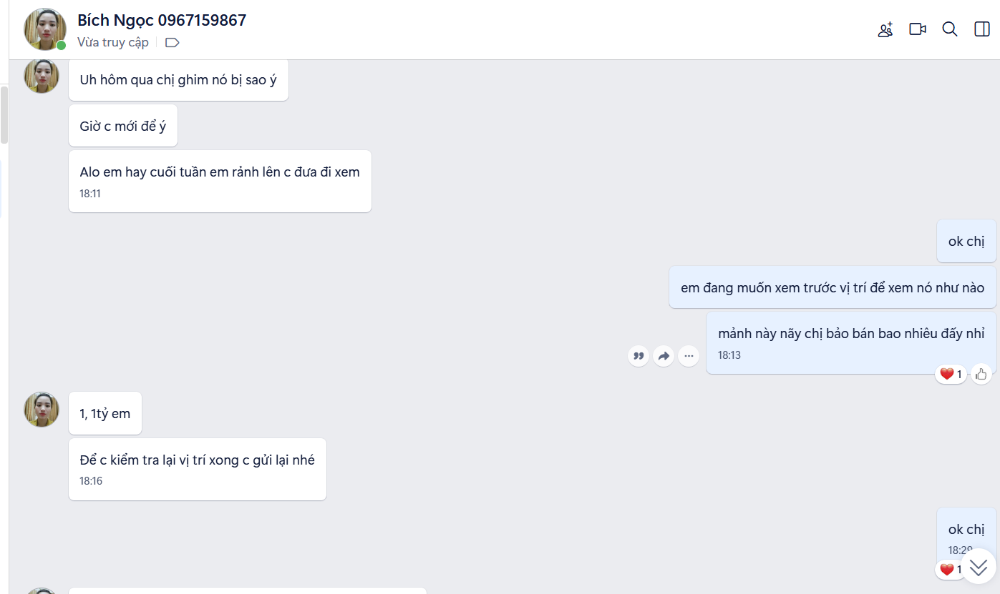 Bích Ngọc 0967159867
Vừa truy cập
Uh hôm qua chị ghim nó bị sao ý
Giờ c mới để ý
Alo em hay cuối tuần em rảnh lên c đưa đi xem
18:11
ok chị
em đang muốn xem trước vị trí để xem nó như nào
mảnh này nãy chị bảo bán bao nhiêu đấy nhỉ
18:13
1
1, 1tỷ em
Để c kiểm tra lại vị trí xong c gửi lại nhé
18:16
ok chị
18:29
1